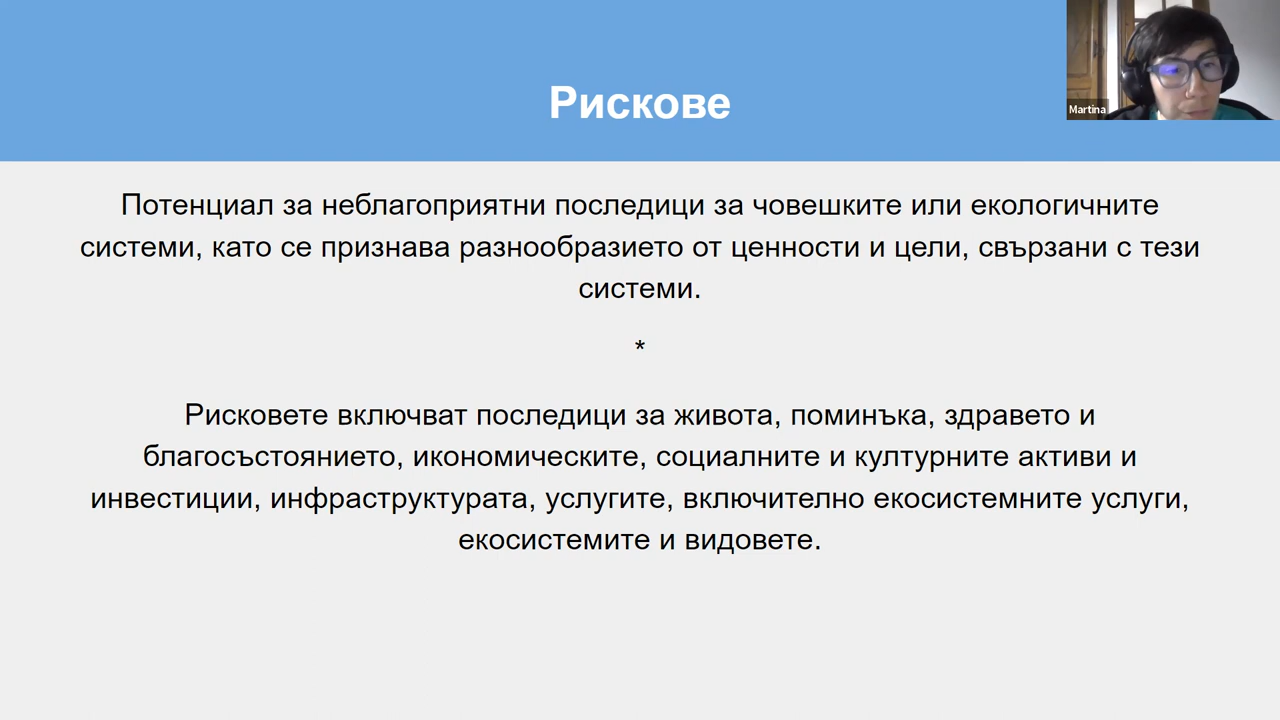 Рискове
Martina
Потенциал за неблагоприятни последици за човешките или екологичните
системи, като се признава разнообразието от ценности и цели, свързани с тези
системи.
*
Рисковете включват последици за живота, поминъка, здравето и
благосъстоянието, икономическите, социалните и културните активи и
инвестиции, инфраструктурата, услугите, включително екосистемните услуги,
екосистемите и видовете.